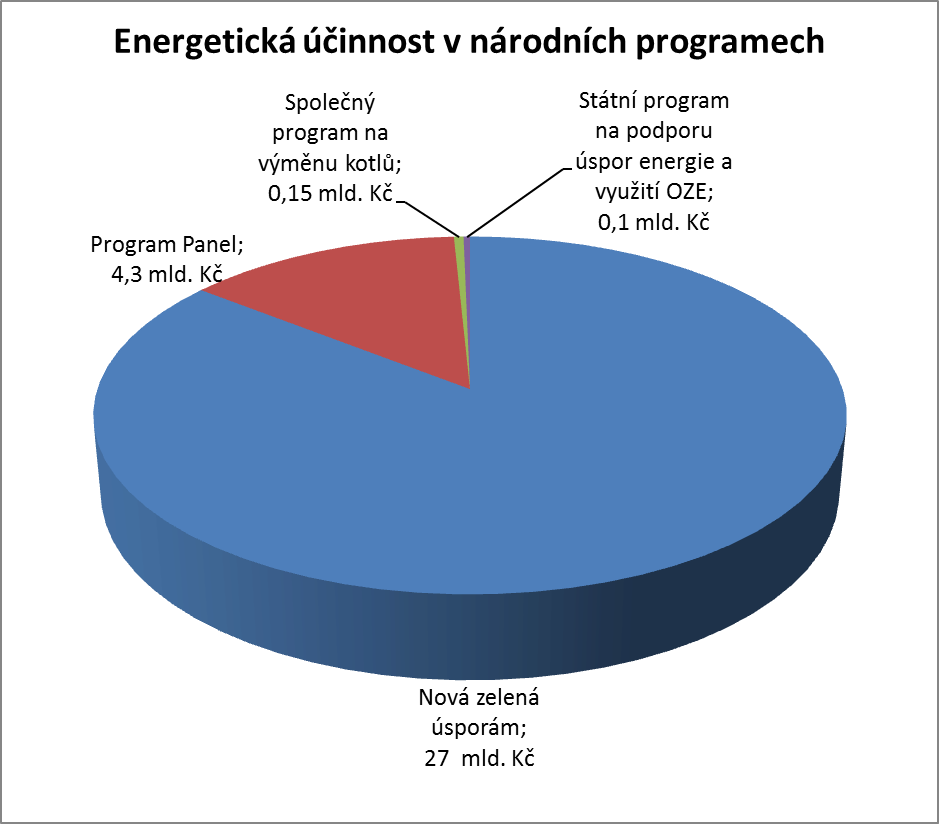 Energetická účinnost v národních programech
Společný
program na
výměnu kotlů;
0,15 mld. Kč
Státní program
na podporu
úspor energie a
využití OZE;
0,1 mld. Kč
Program Panel;
4,3 mld. Kč
Nová zelená
úsporám;
27  mld. Kč